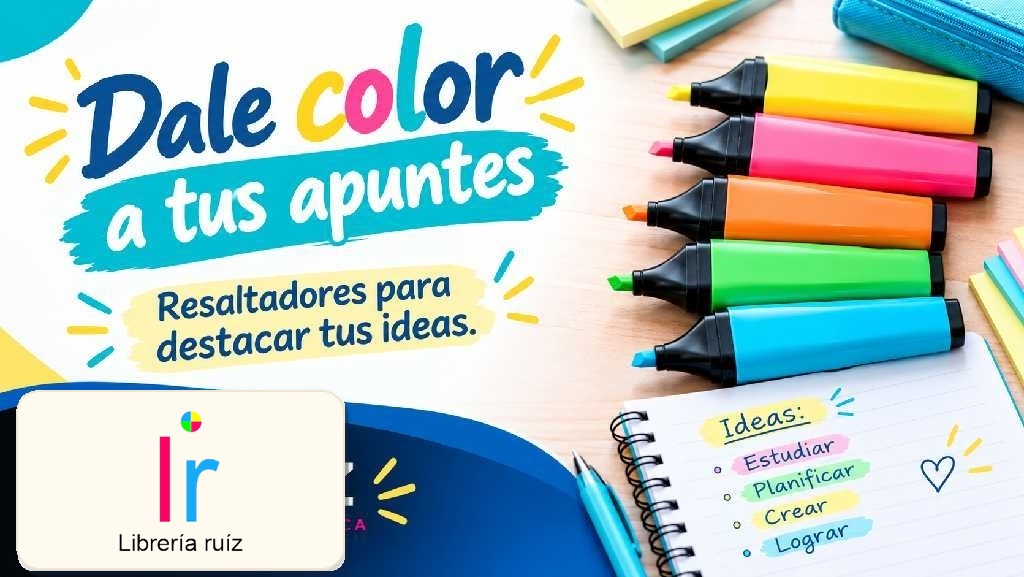 Dale color
a tus apuntes
Resaltadores para
destacar tus ideas.
lr
Librería ruíz
Ideas:
Estudiar
Planificar
Crear
Lograr